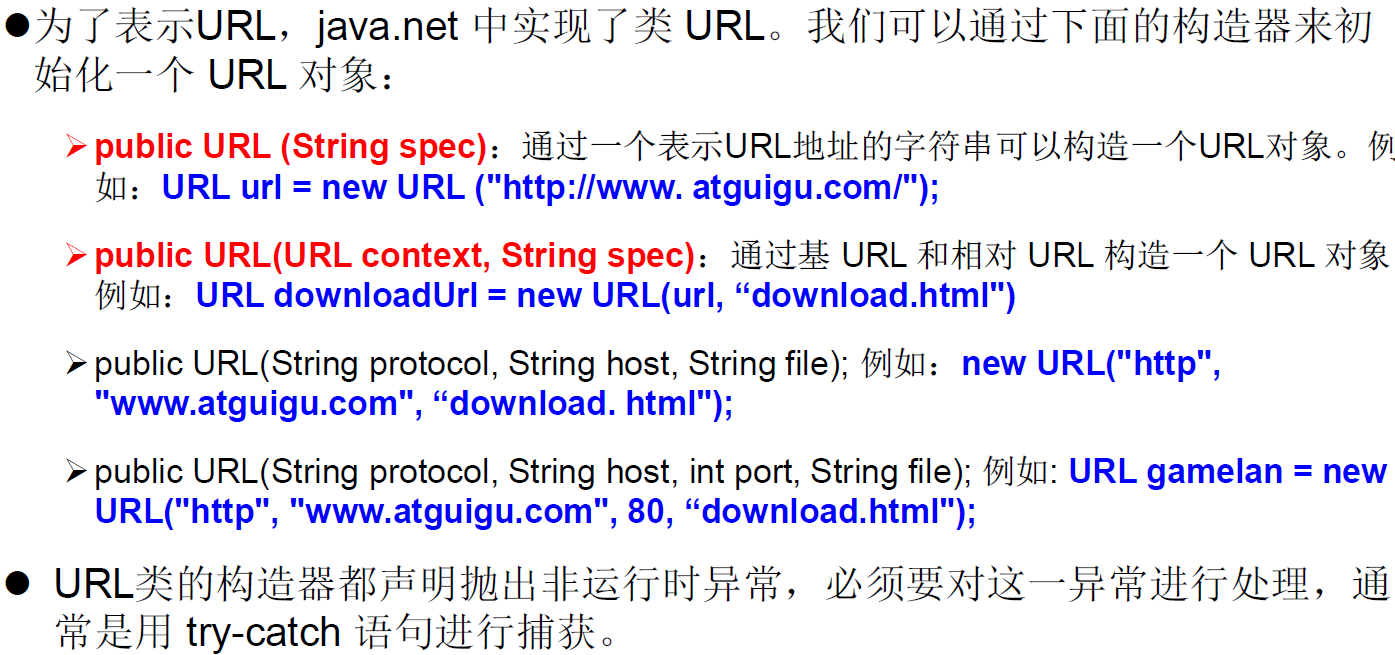 ●为了表示URL，java.net 中实现了类 URL。我们可以通过下面的构造器来初
始化一个 URL 对象：
➢public URL (String spec)：通过一个表示URL地址的字符串可以构造一个URL对象。例
如：URL url = new URL ("http://www. atguigu.com/");
➢public URL(URL context, String spec)：通过基 URL 和相对 URL 构造一个 URL 对象
例如：URL downloadUrl = new URL(url, “download.html")
➢public URL(String protocol, String host, String file); 例如：new URL("http",
"www.atguigu.com", “download. html");
➢public URL(String protocol, String host, int port, String file); 例如: URL gamelan = new
URL("http", "www.atguigu.com", 80, “download.html");
● URL类的构造器都声明抛出非运行时异常，必须要对这一异常进行处理，通
常是用 try-catch 语句进行捕获。